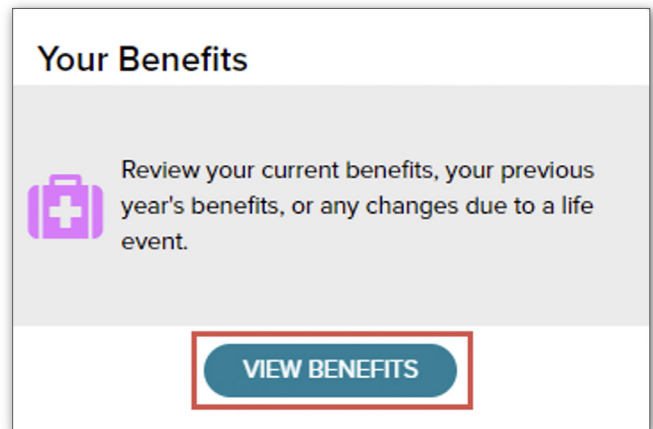 Your Benefits
Review your current benefits, your previous
year's benefits, or any changes due to a life
event.
VIEW BENEFITS